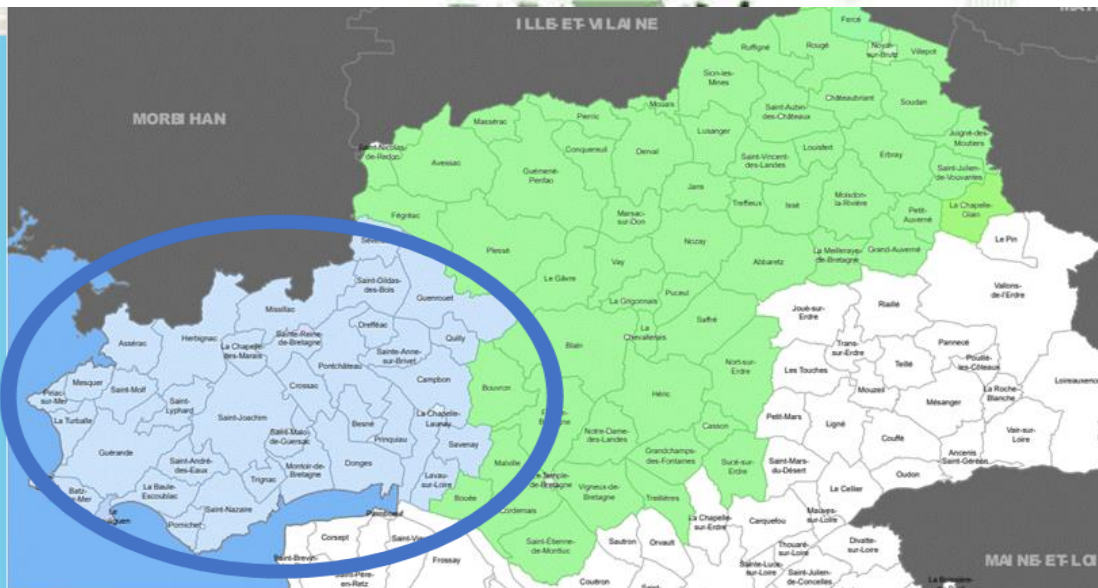 ILLE-ET-VILAINE
MORBIHAN
Fercé
Rougé
Noyal-
sur-Brutz
Villepot
Ruffigné
Sion-les-
Mines
Châteaubriant
Soudan
Mouais
Saint-Aubin
des-Châteaux
Pierric
Massérac
Lusanger
Juigné-des
Moutiers
Saint-Nicolas
de-Redon
Conquereuil
Derval
Louisfert
Erbray
Avessac
Saint-Vincent
des-Landes
Saint-Julien
de-Vouvantes
Guémené-
Penfao
Jans
Treffieux
Issé
Moisdon-
la-Rivière
Petit-
Auverné
La Chapelle-
Glain
Fégréac
Marsac-
sur-Don
Nozay
Le Pin
Plessé
Vay
Abbaretz
La Meilleraye-
de-Bretagne
Grand-Auverné
Le Gâvre
Saint-Gildas
des-Bois
Guenrouet
Puceul
Vallons-
de-l'Erdre
La Grigonnais
Joué-sur-
Erdre
Riaillé
Missillac
Saffré
Drefféac
Quilly
La
Chevallerais
Herbignac
Assérac
Sainte-Reine-
de-Bretagne
La Chapelle-
des-Marais
Blain
Trans-
sur-Erdre
Pannecé
Sainte-Anne-
sur-Brivet
Pontchâteau
Teillé
Pouillé-
les-Côteaux
Nort-sur-
Erdre
Les Touches
Mesquer
Saint-Molf
Piriac-
sur-Mer
Campbon
Bouvron
Crossac
Héric
Mouzeil
Mésanger
La Roche-
Blanche
Loireauxence
Saint-
Lyphard
La Turballe
Saint-Joachim
La Chapelle-
Launay
Besné
Petit-Mars
Ligné
Casson
Vair-sur-
Loire
Saint-Malo-
de-Guersac
Prinquiau
Savenay
Notre-Dame-
des-Landes
Couffé
Guérande
Grandchamps-
des-Fontaines
Ancenis
Saint-Géréon
Saint-André-
des-Eaux
Montoir-de-
Bretagne
Donges
Malville
Sucé-sur-
Erdre
Saint-Mars-
du-Désert
Oudon
Trignac
Lavau-
sur-Loire
La Baule-
Escoublac
Batz-
Vigneux-de-
Bretagne
Treillières
Le Cellier
Bouée
Saint-Nazaire
Cordemais
Pornichet
Mauves-
sur-Loire
La Chapelle
sur-Erdre
Carquefou
Corsept
Saint-Étienne-
de-Montluc
Sautron
Orvault
Thouaré-
sur-Loire
Divatte-
sur-Loire
Saint-Brevin-
Frossay
Sainte-Luce-
sur-Loire
Saint-Julien-
de-Concelles
Saint-Père-
en-Retz
Couëron